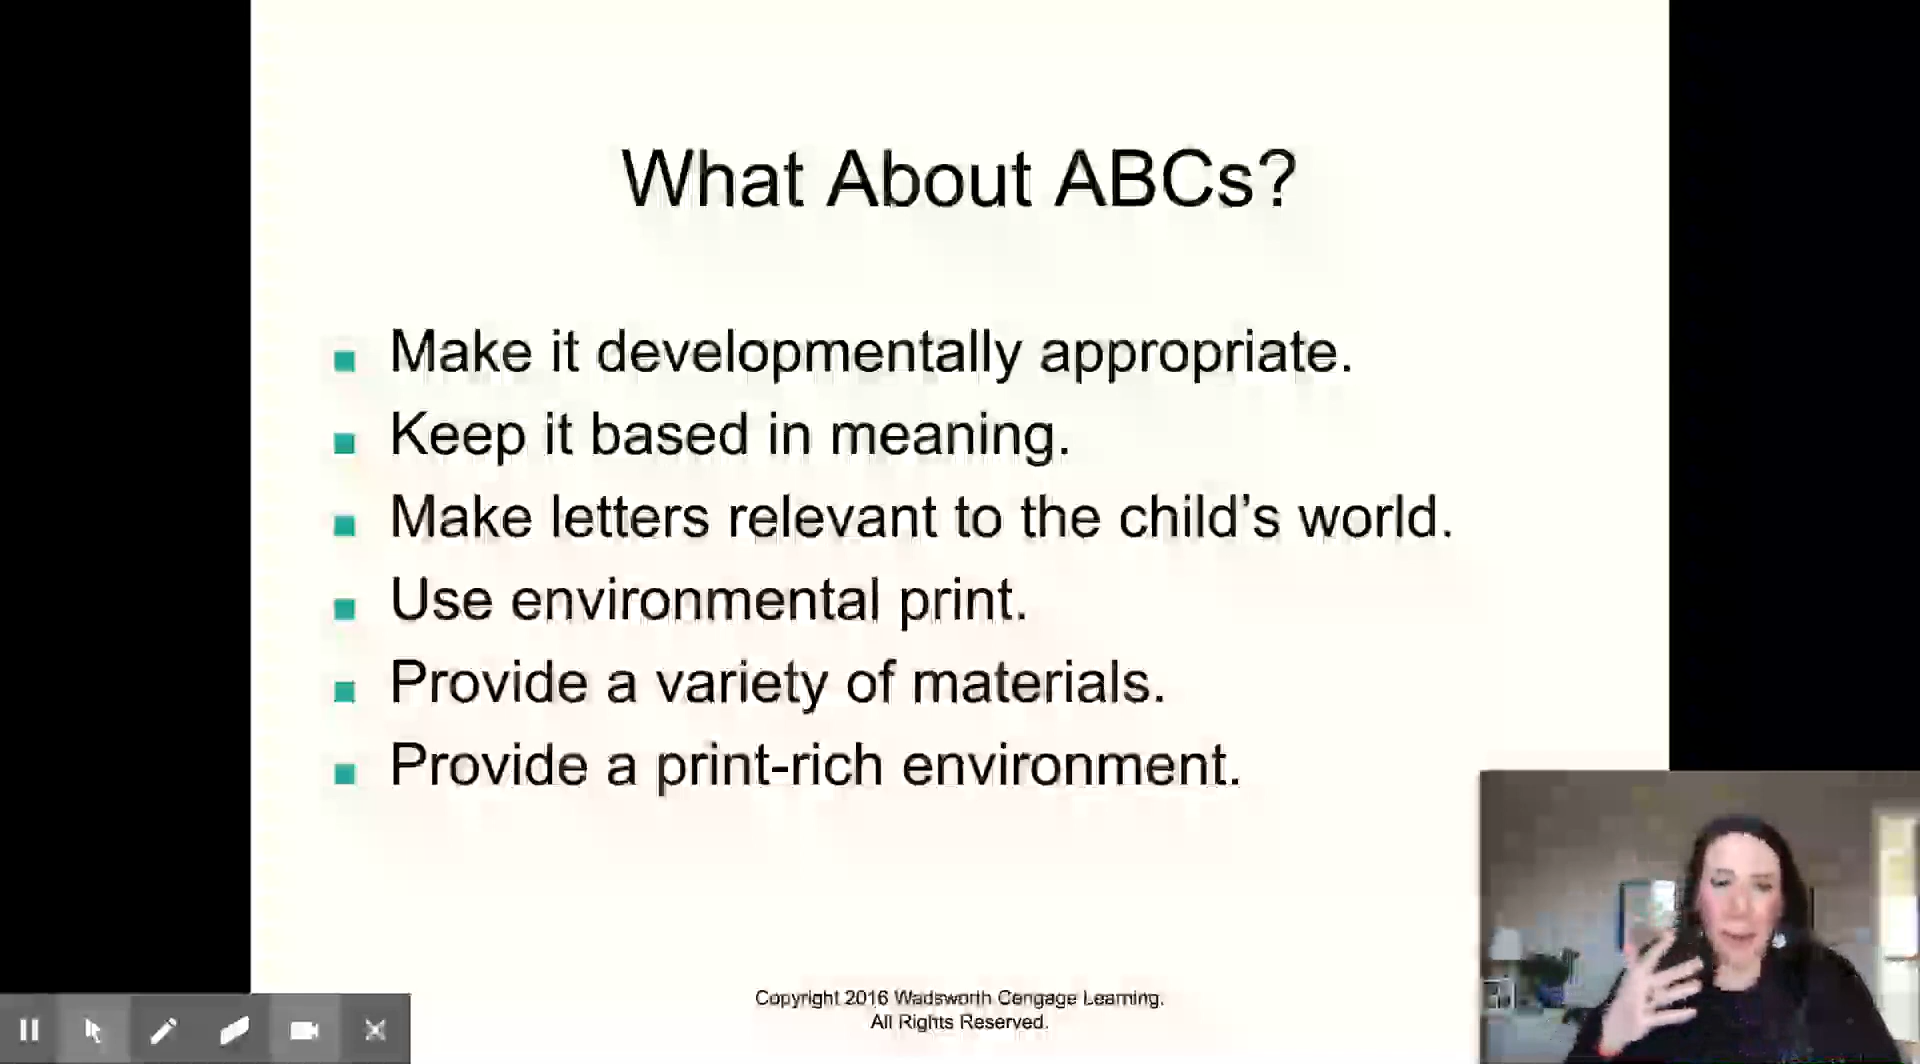 What About ABCs?
Make it developmentally appropriate.
Keep it based in meaning.
Make letters relevant to the child's world.
Use environmental print.
Provide a variety of materials.
Provide a print-rich environment.
Copyright 2016 Wadsworth Cengage Learning.
All Rights Reserved.